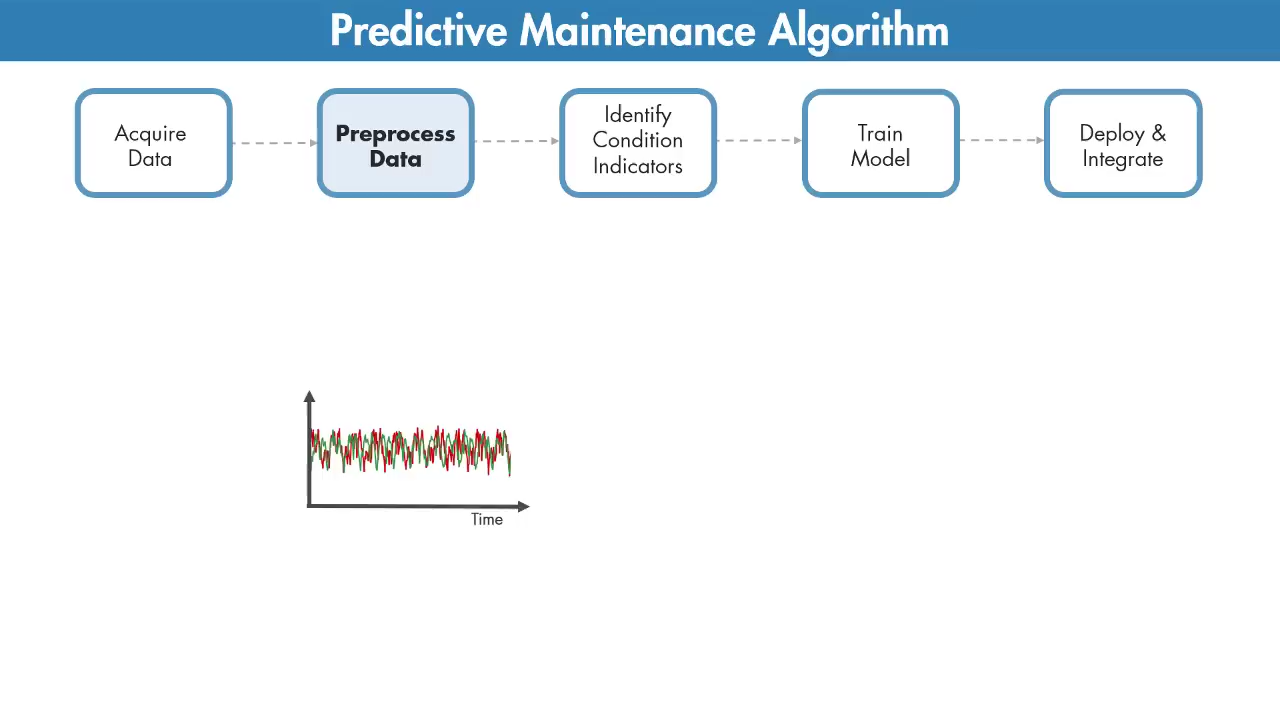 Predictive Maintenance Algorithm
Acquire
Data
Preprocess
Data
Identify
Condition
Indicators
Train
Model
Deploy &
Integrate
Time